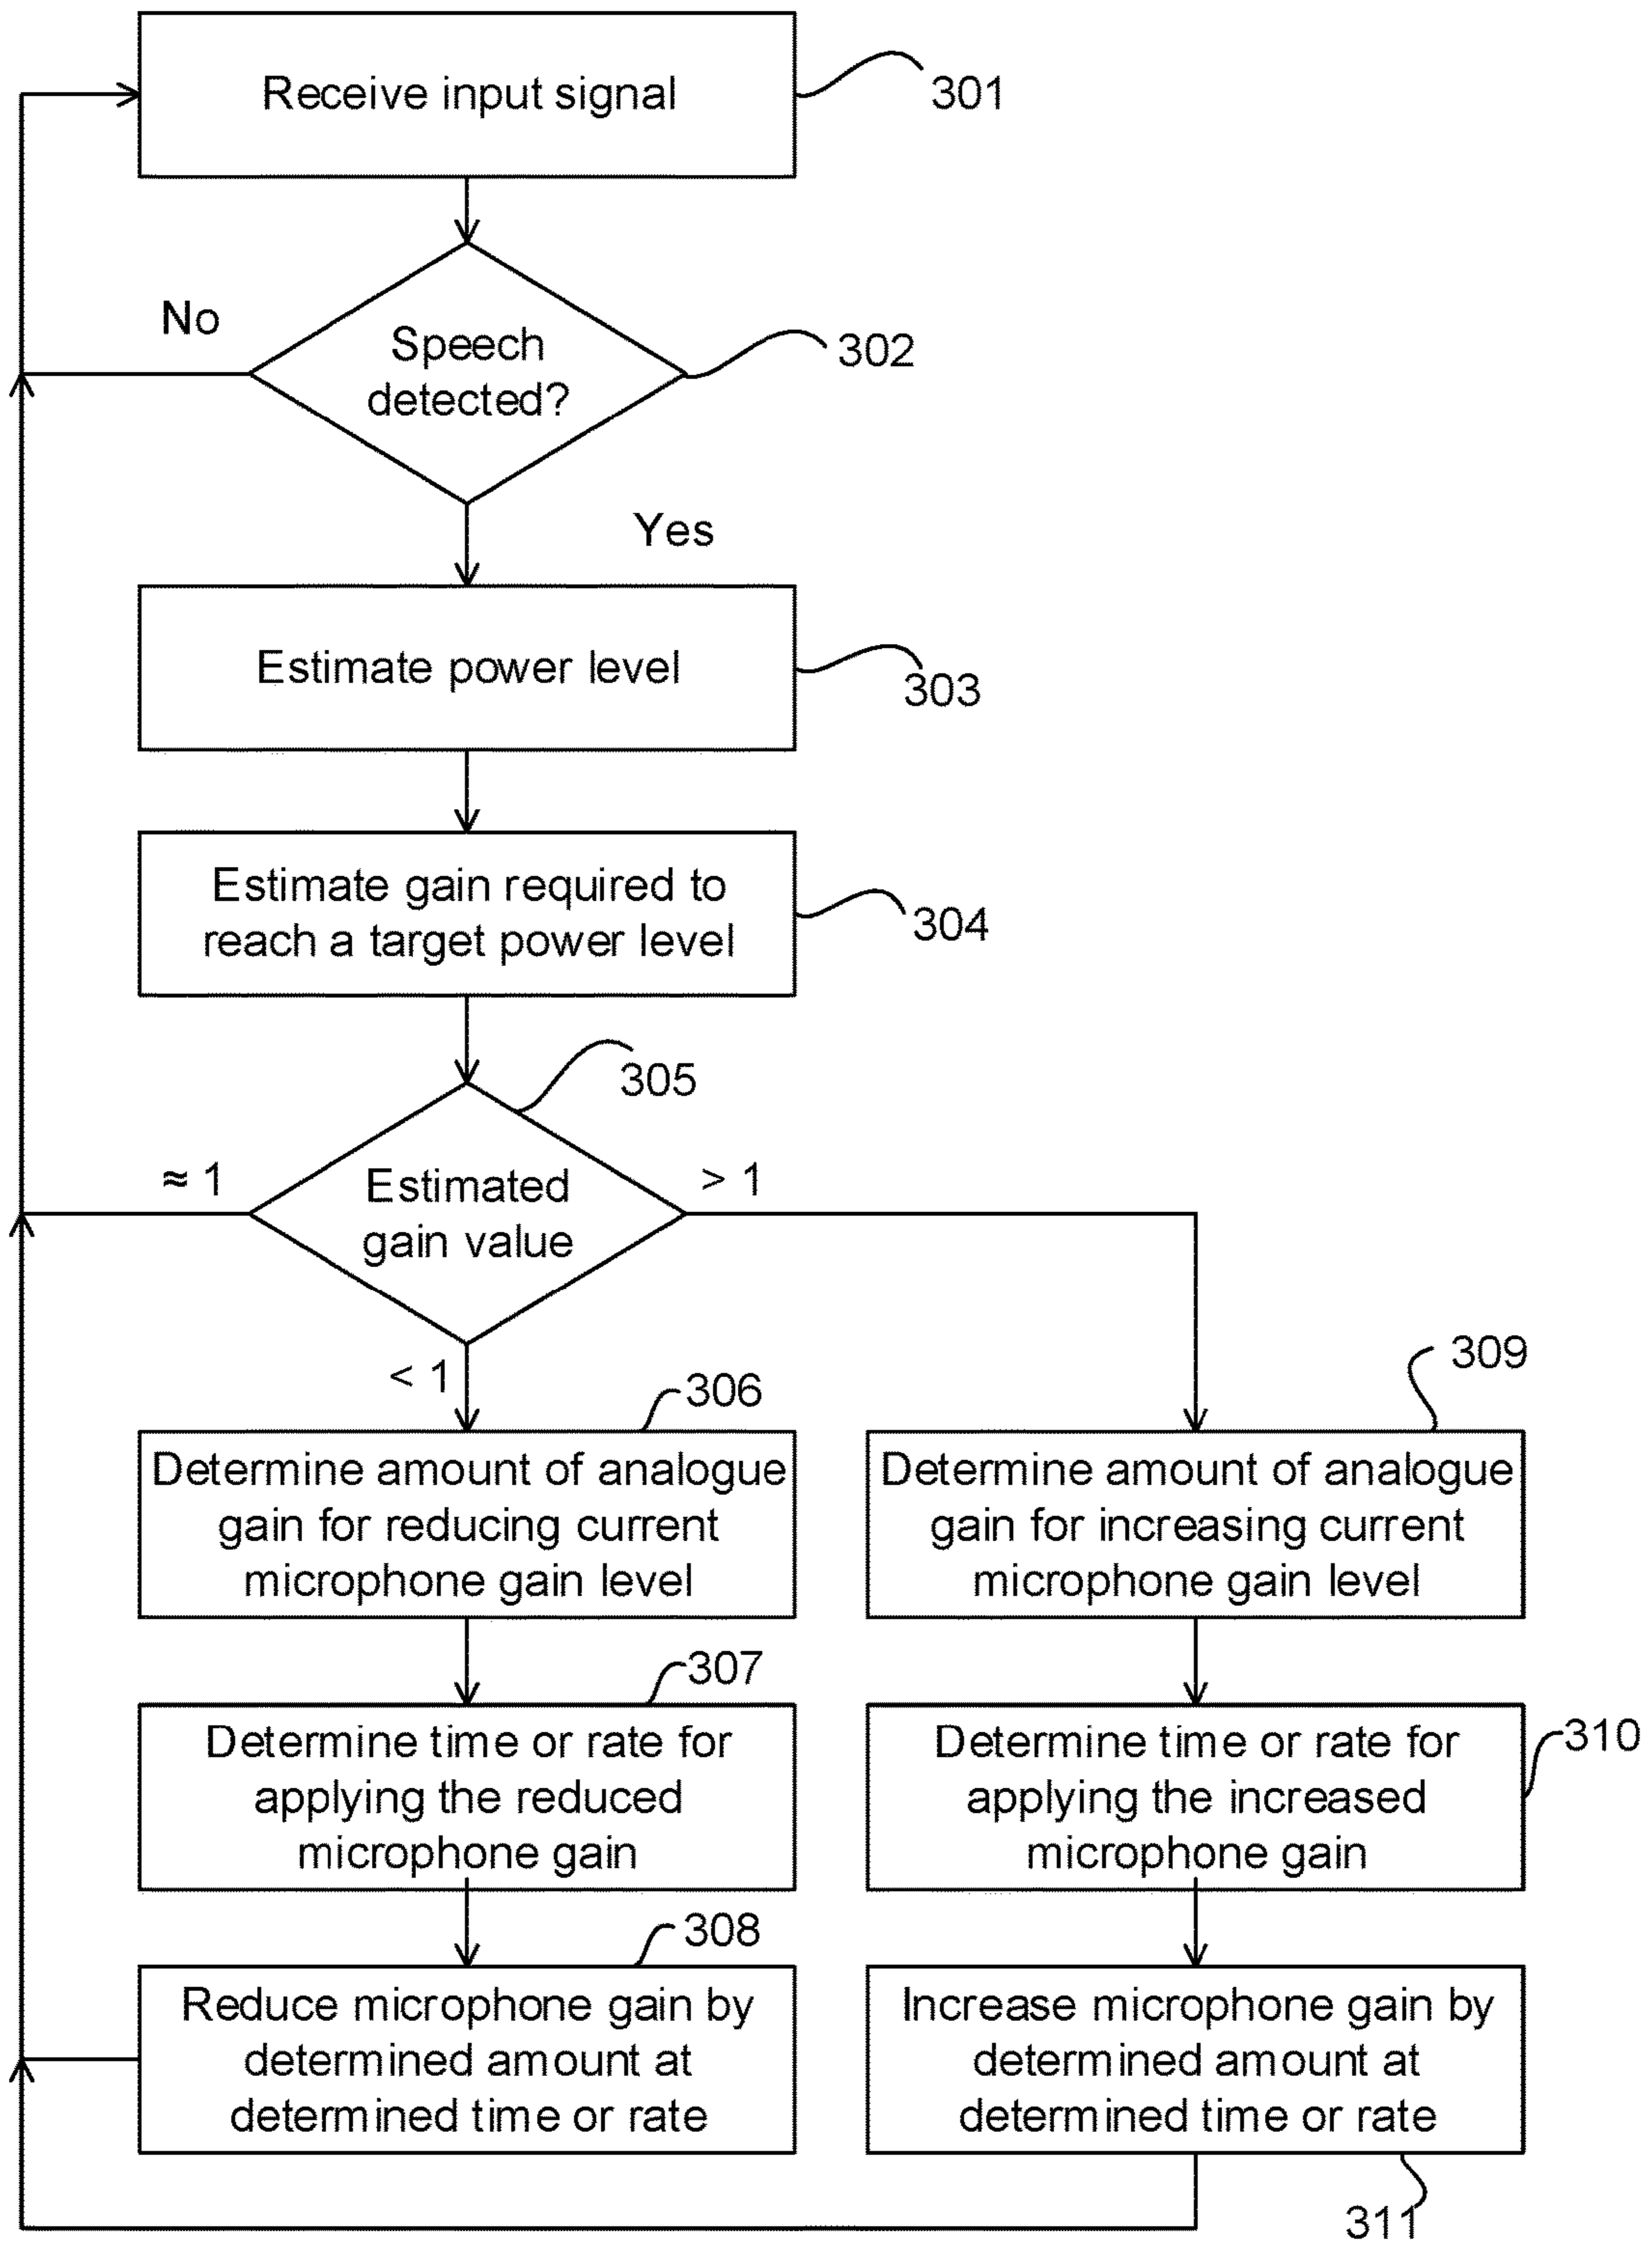 Receive input signal
301
No
Speech
detected?
302
Yes
Estimate power level
303
Estimate gain required to
reach a target power level
304
305
≈ 1
Estimated
gain value
> 1
< 1
306
309
Determine amount of analogue
gain for reducing current
microphone gain level
Determine amount of analogue
gain for increasing current
microphone gain level
307
Determine time or rate for
applying the reduced
microphone gain
Determine time or rate for
applying the increased
microphone gain
310
308
Reduce microphone gain by
determined amount at
determined time or rate
Increase microphone gain by
determined amount at
determined time or rate
311